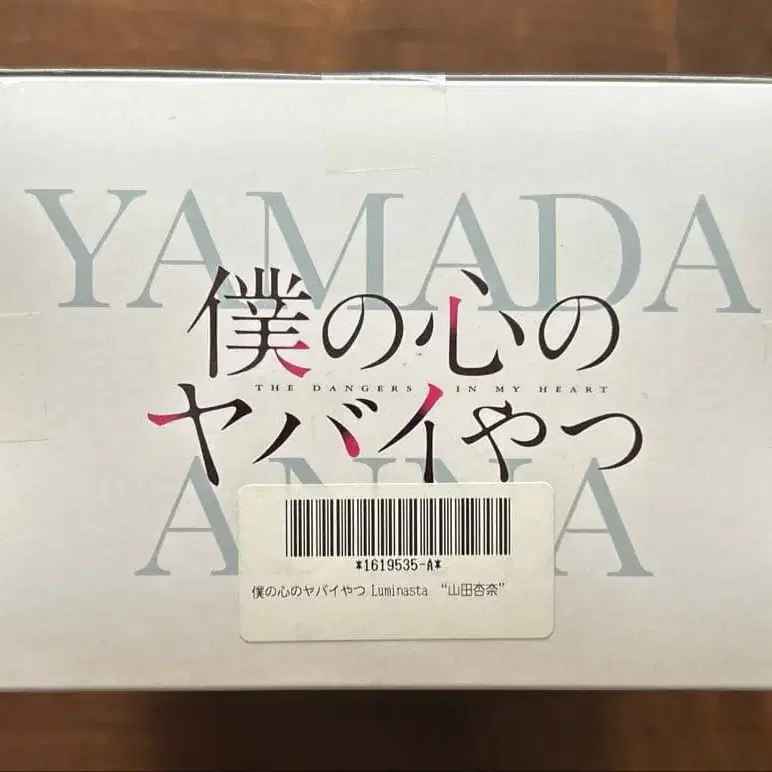 YAMADA
僕の心の
THE DANGERS IN MY HEART
ヤバイやつ
ANNA
*1619535-A*
僕の心のヤバイやつ Luminasta “山田杏奈”